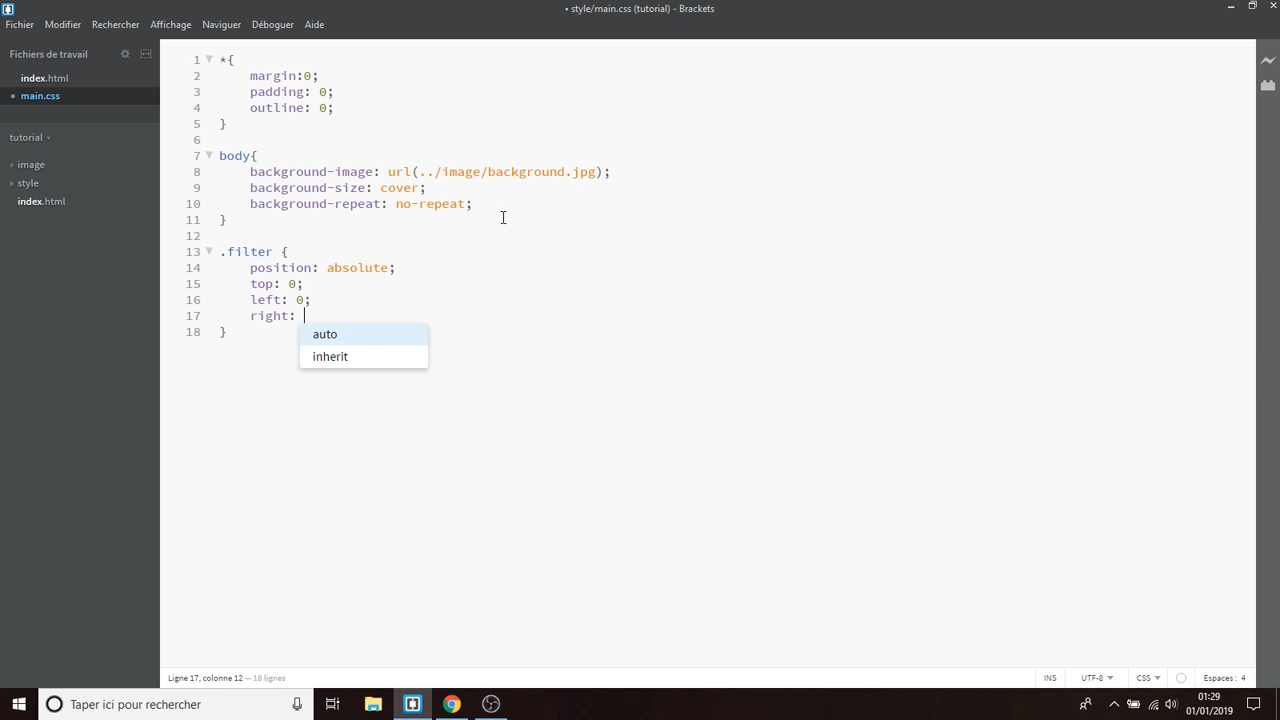 • style/main.css (tutorial) - Brackets
Fichier Modifier Rechercher Affichage Naviguer Déboguer Aide
Fichiers de travail
index.html
• main.css
tutorial
image
style
index.html
1 *{
2 margin:0;
3 padding: 0;
4 outline: 0;
5 }
6
7 body{
8 background-image: url(../image/background.jpg);
9 background-size: cover;
10 background-repeat: no-repeat;
11 }
12
13 .filter {
14 position: absolute;
15 top: 0;
16 left: 0;
17 right:
18 }
auto
inherit
Ligne 17, colonne 12 — 18 lignes
INS UTF-8 CSS Espaces : 4
Taper ici pour rechercher
01:29
01/01/2019